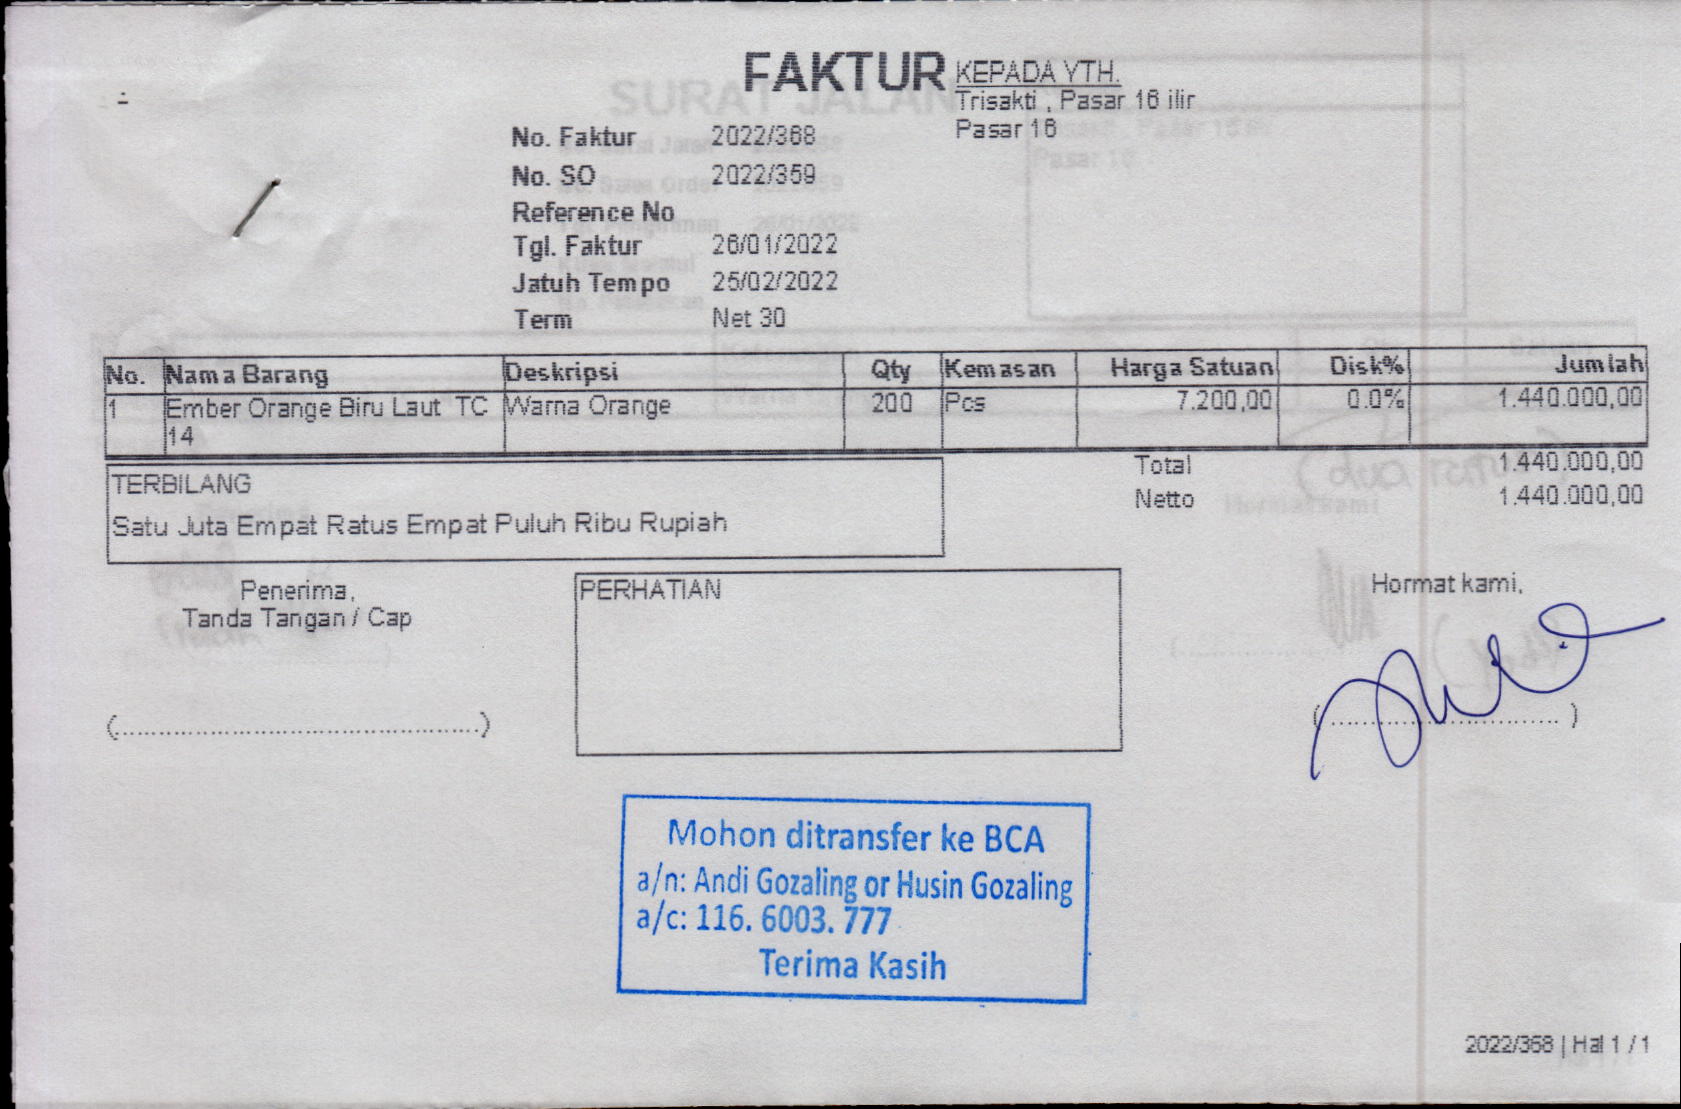 FAKTUR
KEPADA YTH.
Trisakti , Pasar 16 ilir
Pasar 16
No. Faktur 2022/368
No. SO 2022/359
Reference No
Tgl. Faktur 26/01/2022
Jatuh Tempo 25/02/2022
Term Net 30
No. Nama Barang Deskripsi Qty Kemasan Harga Satuan Disk% Jumlah
1 Ember Orange Biru Laut TC Warna Orange 200 Pcs 7.200,00 0.0% 1.440.000,00
14
Total 1.440.000,00
Netto 1.440.000,00
TERBILANG
Satu Juta Empat Ratus Empat Puluh Ribu Rupiah
Penerima,
Tanda Tangan / Cap
(................................................)
PERHATIAN
Hormat kami,
(..............................)
Mohon ditransfer ke BCA
a/n: Andi Gozaling or Husin Gozaling
a/c: 116. 6003. 777
Terima Kasih
2022/368 | Hal 1 / 1